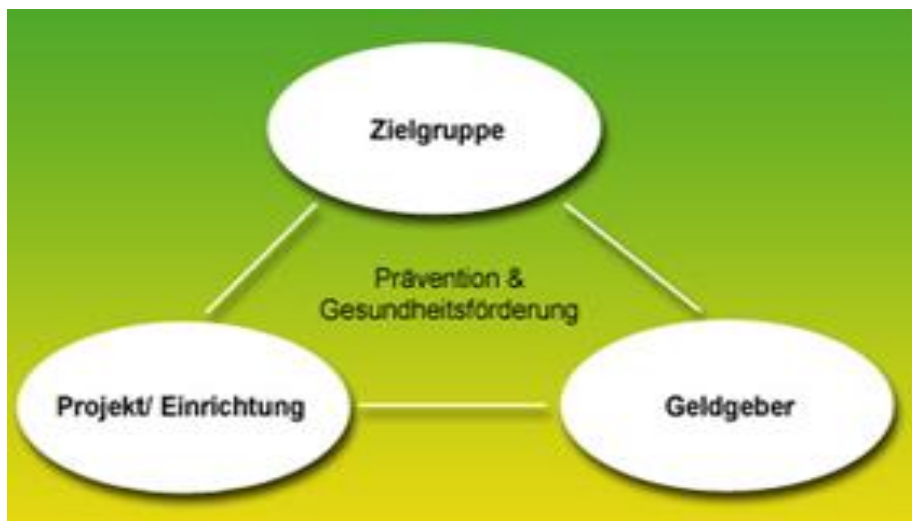 Zielgruppe
Prävention &
Gesundheitsförderung
Projekt/ Einrichtung
Geldgeber